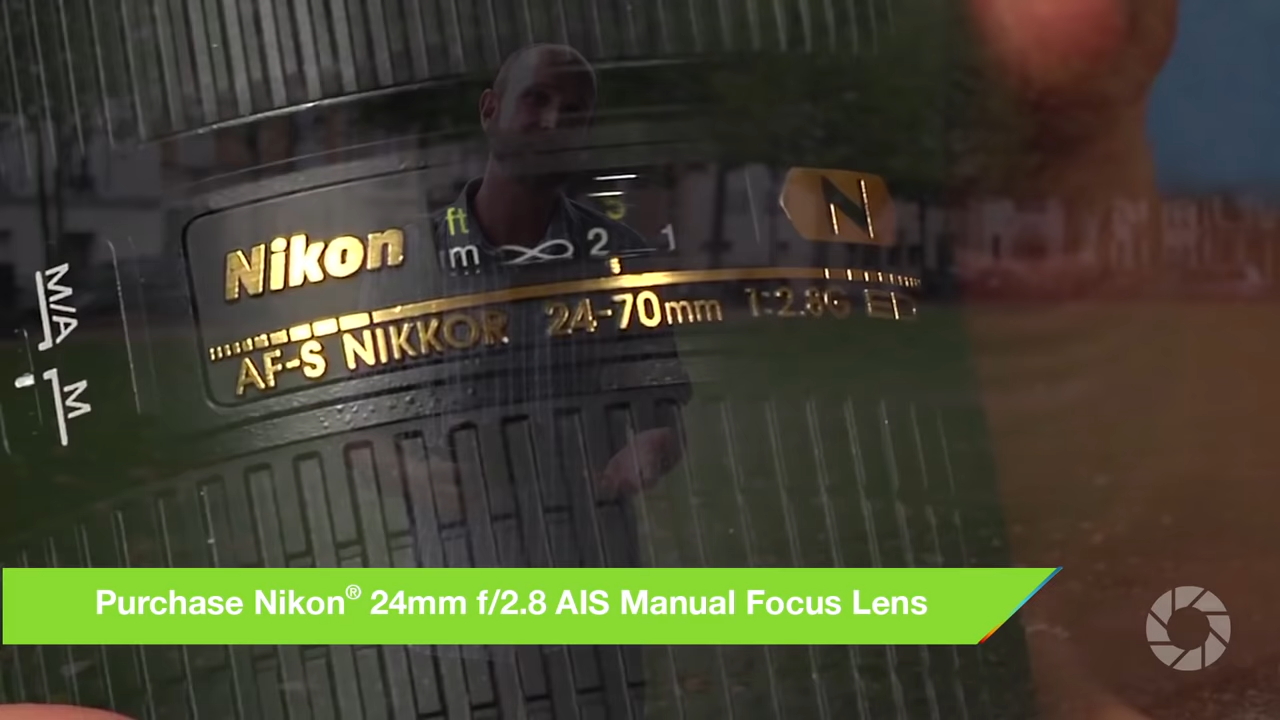 Nikon
ft 3
m ∞ 2 1
N
AF-S NIKKOR 24-70mm 1:2.8G ED
M/A
M
Purchase Nikon® 24mm f/2.8 AIS Manual Focus Lens